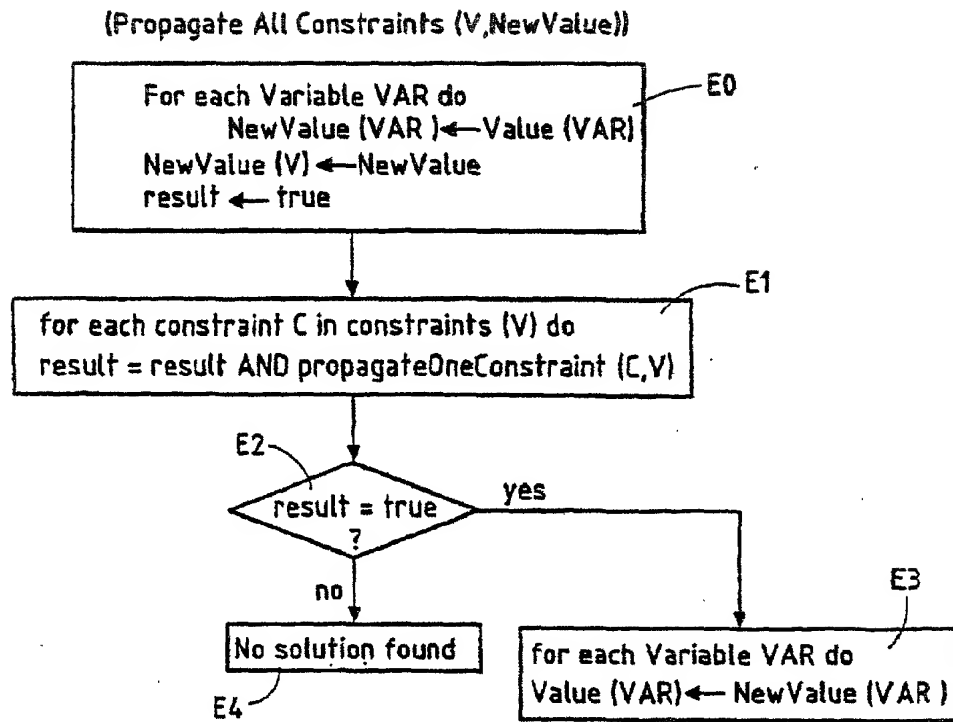 (Propagate All Constraints (V,NewValue))
E0
For each Variable VAR do
NewValue (VAR )←Value (VAR)
NewValue (V)←NewValue
result ← true
E1
for each constraint C in constraints (V) do
result = result AND propagateOneConstraint (C,V)
E2
result = true
?
yes
no
E3
No solution found
E4
for each Variable VAR do
Value (VAR)← NewValue (VAR )